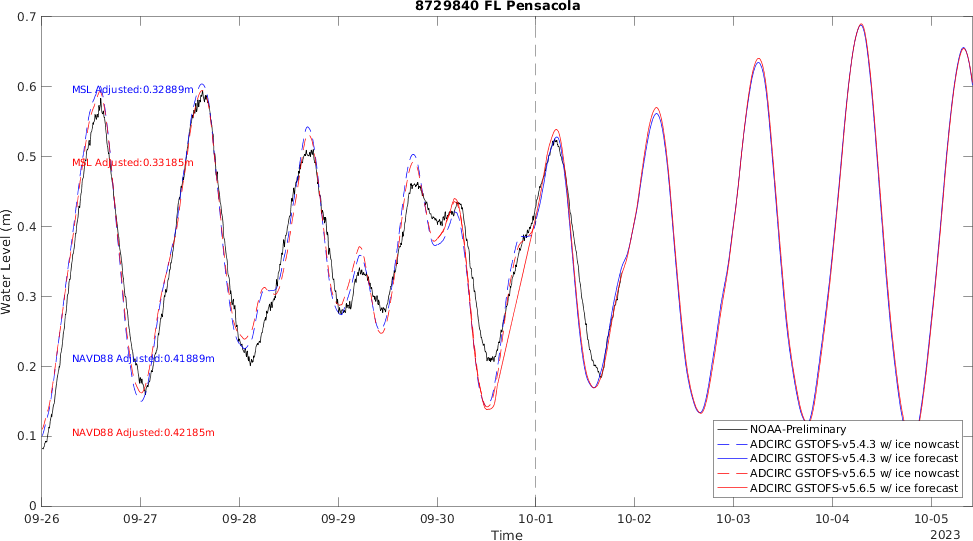 8729840 FL Pensacola
0.7
0.6
0.5
0.4
0.3
0.2
0.1
0
Water Level (m)
MSL Adjusted:0.32889m
MSL Adjusted:0.33185m
NAVD88 Adjusted:0.41889m
NAVD88 Adjusted:0.42185m
NOAA-Preliminary
ADCIRC GSTOFS-v5.4.3 w/ ice nowcast
ADCIRC GSTOFS-v5.4.3 w/ ice forecast
ADCIRC GSTOFS-v5.6.5 w/ ice nowcast
ADCIRC GSTOFS-v5.6.5 w/ ice forecast
09-26 09-27 09-28 09-29 09-30 10-01 10-02 10-03 10-04 10-05
Time
2023